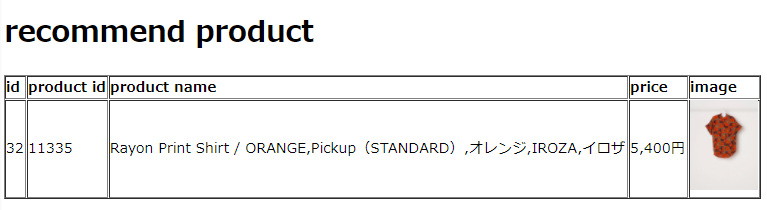 recommend product
id product id product name price image
32 11335 Rayon Print Shirt / ORANGE,Pickup（STANDARD）,オレンジ,IROZA,イロザ 5,400円